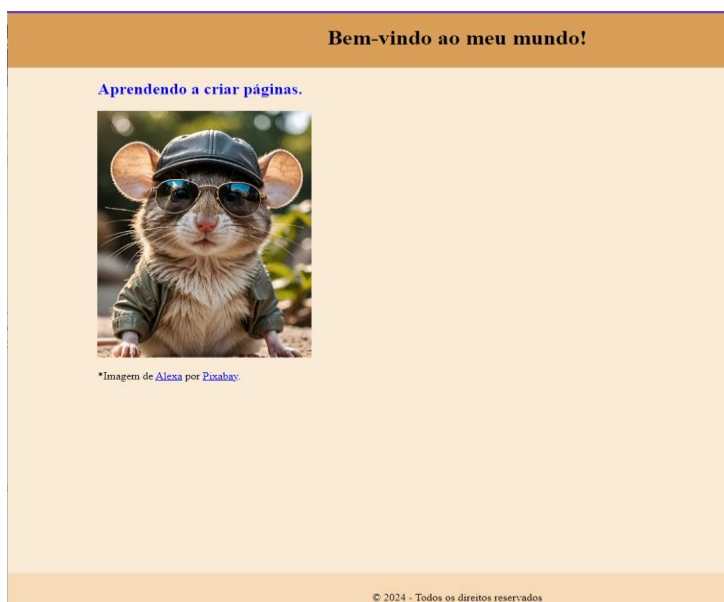 Bem-vindo ao meu mundo!
Aprendendo a criar páginas.
*Imagem de Alexa por Pixabay.
© 2024 - Todos os direitos reservados